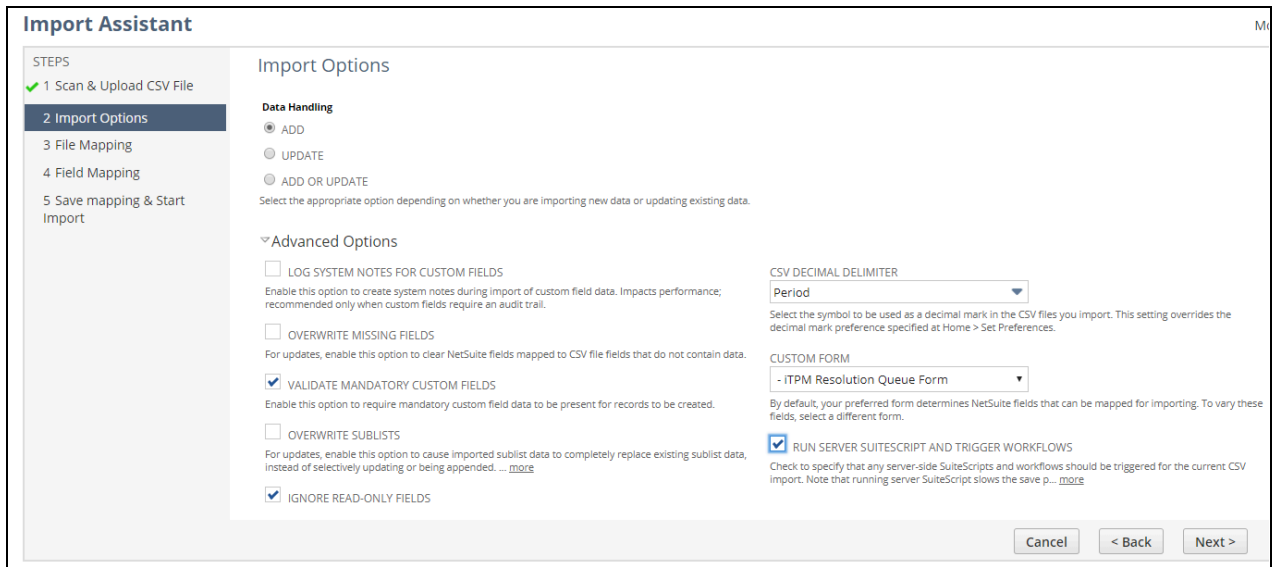 Import Assistant
Mo
STEPS
1 Scan & Upload CSV File
2 Import Options
3 File Mapping
4 Field Mapping
5 Save mapping & Start
Import
Import Options
Data Handling
ADD
UPDATE
ADD OR UPDATE
Select the appropriate option depending on whether you are importing new data or updating existing data.
Advanced Options
LOG SYSTEM NOTES FOR CUSTOM FIELDS
Enable this option to create system notes during import of custom field data. Impacts performance;
recommended only when custom fields require an audit trail.
OVERWRITE MISSING FIELDS
For updates, enable this option to clear NetSuite fields mapped to CSV file fields that do not contain data.
VALIDATE MANDATORY CUSTOM FIELDS
Enable this option to require mandatory custom field data to be present for records to be created.
OVERWRITE SUBLISTS
For updates, enable this option to cause imported sublist data to completely replace existing sublist data,
instead of selectively updating or being appended. ... more
IGNORE READ-ONLY FIELDS
CSV DECIMAL DELIMITER
Period
Select the symbol to be used as a decimal mark in the CSV files you import. This setting overrides the
decimal mark preference specified at Home > Set Preferences.
CUSTOM FORM
- iTPM Resolution Queue Form
By default, your preferred form determines NetSuite fields that can be mapped for importing. To vary these
fields, select a different form.
RUN SERVER SUITESCRIPT AND TRIGGER WORKFLOWS
Check to specify that any server-side SuiteScripts and workflows should be triggered for the current CSV
import. Note that running server SuiteScript slows the save p... more
Cancel
< Back
Next >